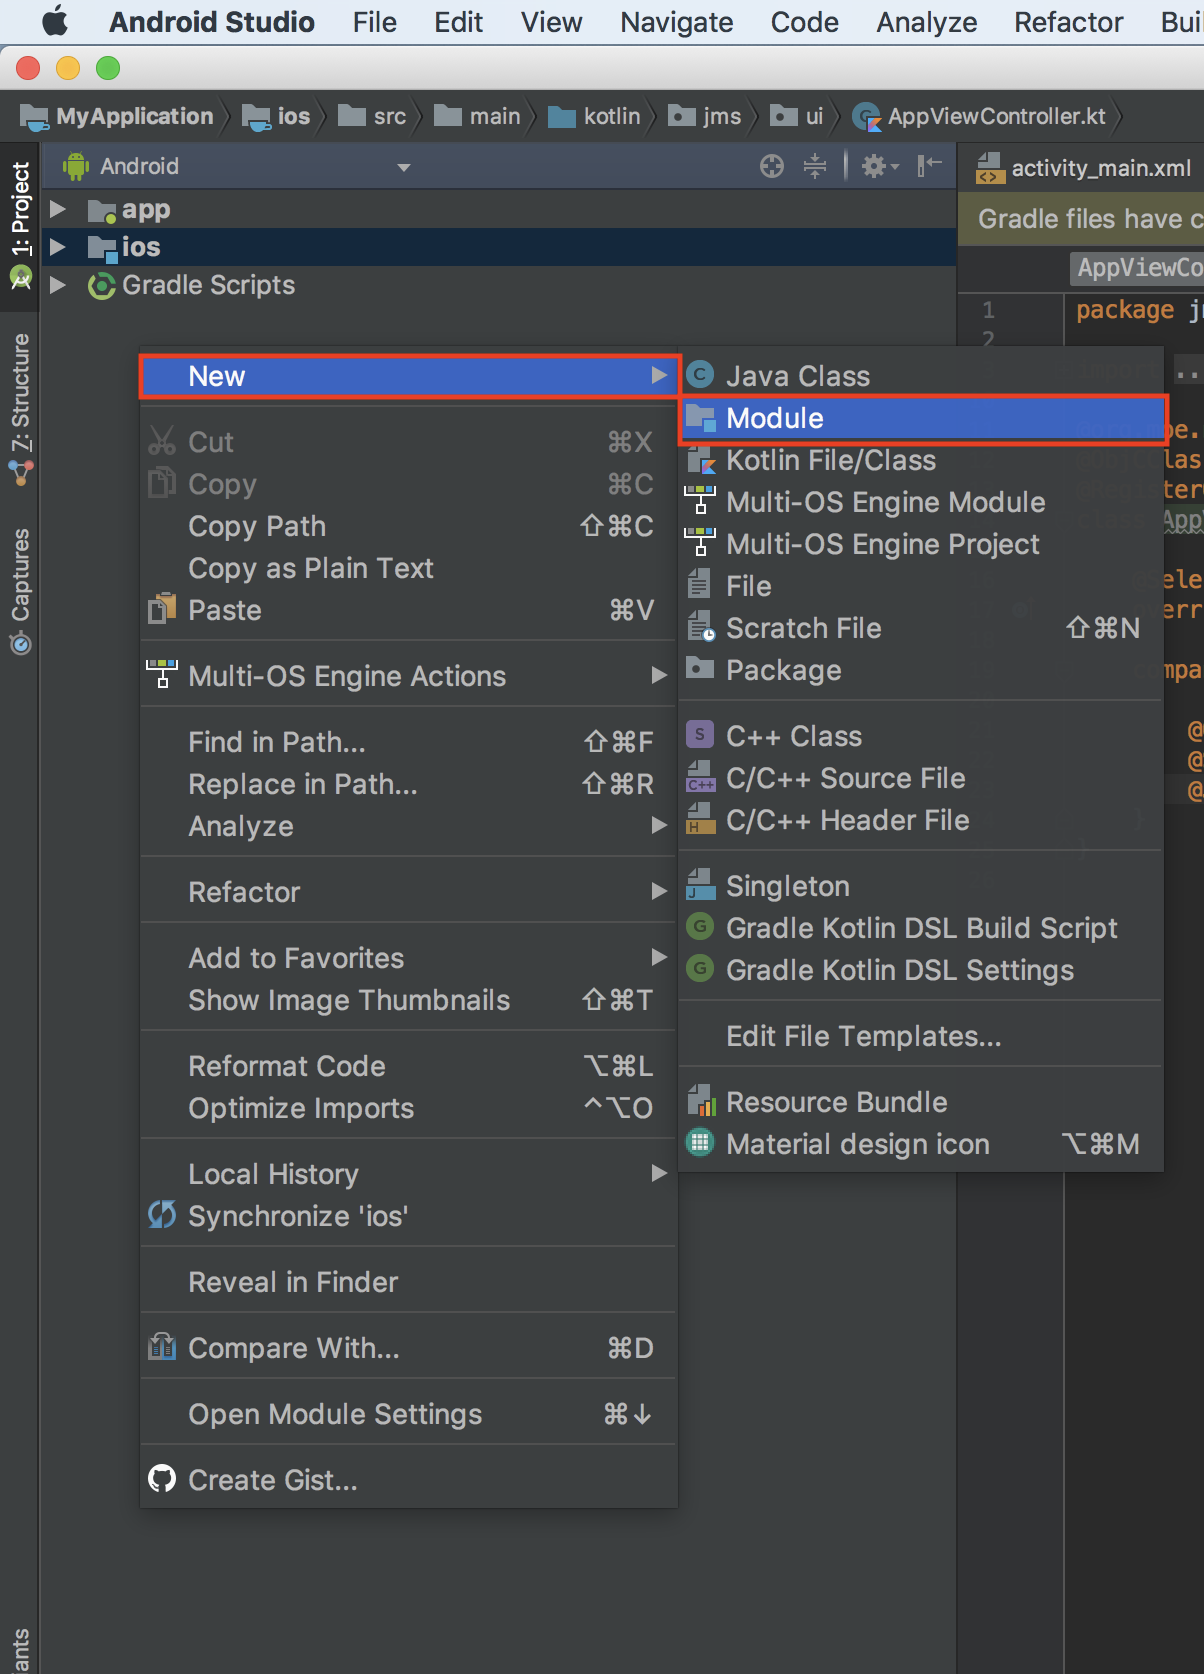 Android Studio File Edit View Navigate Code Analyze Refactor
MyApplication ios src main kotlin jms ui AppViewController.kt
1: Project
7: Structure
Captures
Android
app
ios
Gradle Scripts
activity_main.xml
Gradle files have
1 package
2
New
Cut ⌘X
Copy ⌘C
Copy Path ⇧⌘C
Copy as Plain Text
Paste ⌘V
Multi-OS Engine Actions
Find in Path... ⇧⌘F
Replace in Path... ⇧⌘R
Analyze
Refactor
Add to Favorites
Show Image Thumbnails ⇧⌘T
Reformat Code ⌥⌘L
Optimize Imports ^⌥O
Local History
Synchronize 'ios'
Reveal in Finder
Compare With... ⌘D
Open Module Settings ⌘↓
Create Gist...
Java Class
Module
Kotlin File/Class
Multi-OS Engine Module
Multi-OS Engine Project
File
Scratch File ⇧⌘N
Package
C++ Class
C/C++ Source File
C/C++ Header File
Singleton
Gradle Kotlin DSL Build Script
Gradle Kotlin DSL Settings
Edit File Templates...
Resource Bundle
Material design icon ⌥⌘M